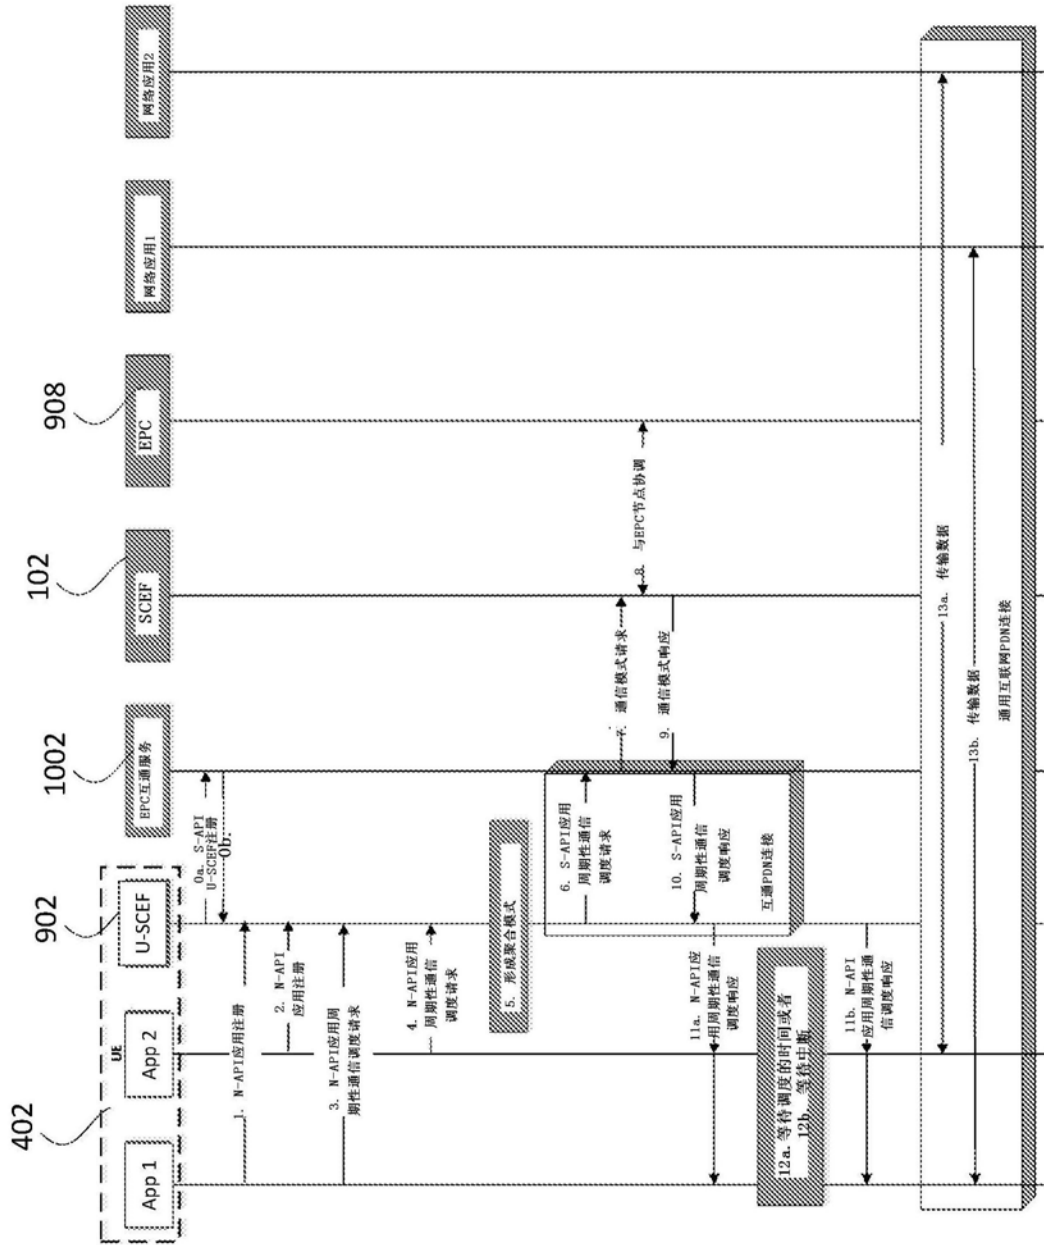 402
902
1002
102
908
UE
App 1
App 2
U-SCEF
EPC互通服务
SCEF
EPC
网络应用1
网络应用2
0a. S-API
U-SCEF注册
0b.
1. N-API应用注册
2. N-API
应用注册
3. N-API应用周
期性通信调度请求
4. N-API应用
周期性通信
调度请求
5. 形成聚合模式
6. S-API应用
周期性通信
调度请求
7. 通信模式请求
8. 与EPC节点协调
9. 通信模式响应
10. S-API应用
周期性通信
调度响应
互通PDN连接
11a. N-API应
用周期性通信
调度响应
12a. 等待调度的时间或者
12b. 等待中断
11b. N-API
应用周期性通
信调度响应
13a. 传输数据
13b. 传输数据
通用互联网PDN连接